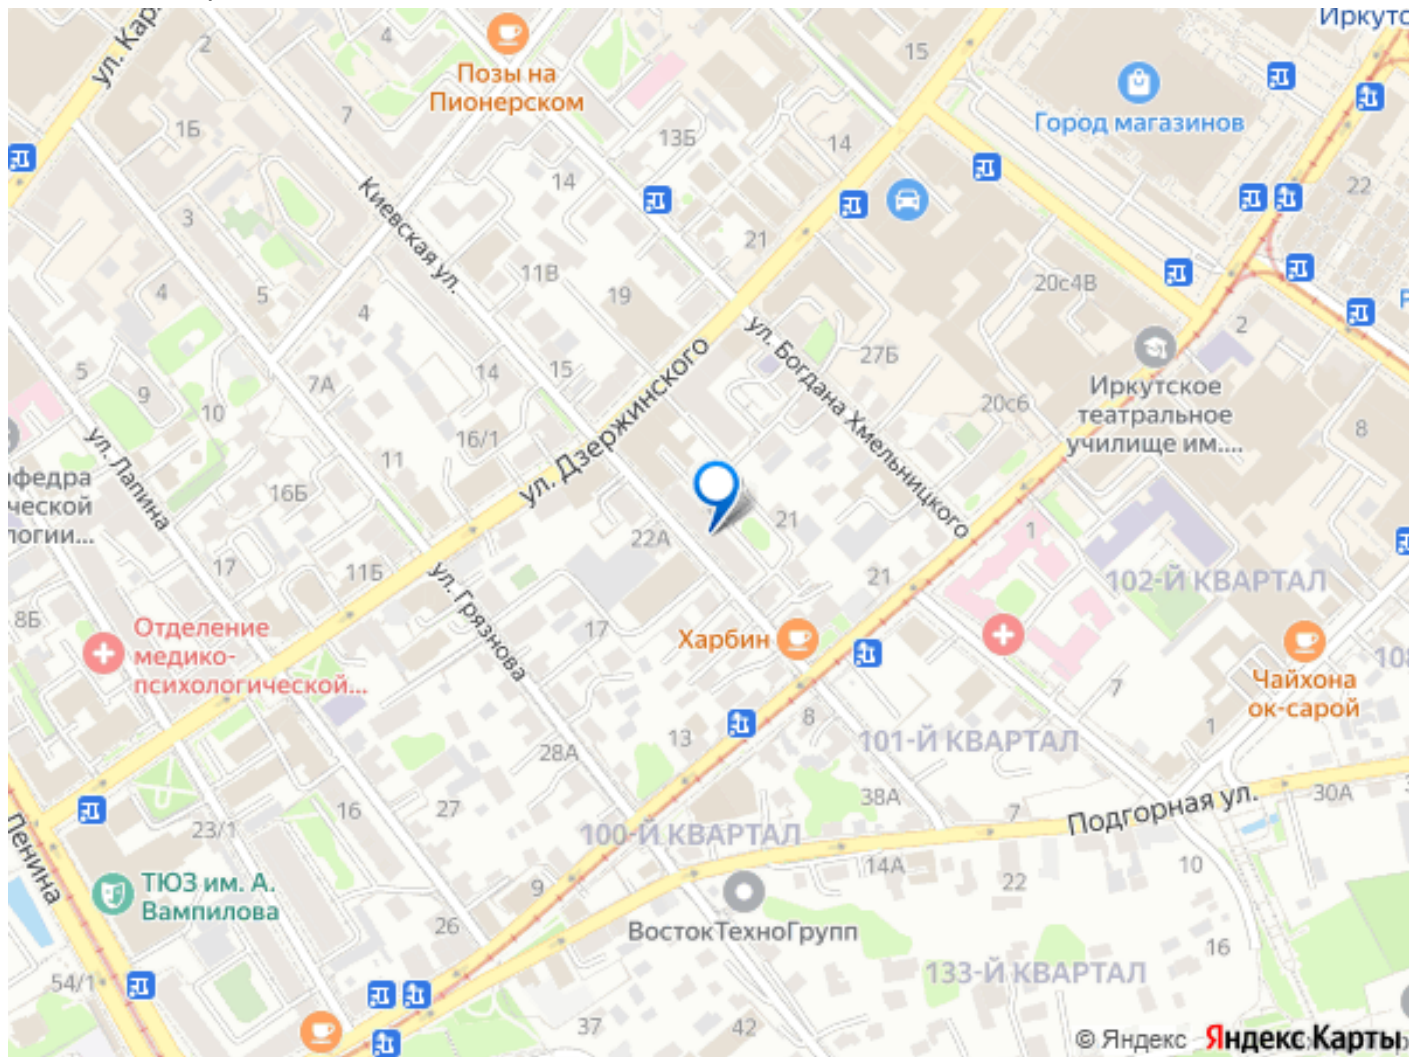 Иркутс
ул. Кар
2
4
15
Позы на
Пионерском
Город магазинов
7
1Б
13Б
14
14
22
Киевская ул.
3
21
11В
20с4В
4
5
19
4
2
ул. Богдана Хмельницкого
27Б
5
7А
14
15
9
10
ул. Дзержинского
Иркутское
театральное
училище им....
20с6
8
16/1
11
ул. Лапина
афедра
ческой
логии...
16Б
21
1
22А
17
11Б
ул. Грязнова
21
102-Й КВАРТАЛ
8Б
Отделение
медико-
психологической...
17
Харбин
108
Чайхона
ок-сарой
7
1
8
13
101-Й КВАРТАЛ
28А
38А
7
Подгорная ул.
30А
3
27
16
23/1
100-Й КВАРТАЛ
14А
22
10
Ленина
9
ТЮЗ им. А.
Вампилова
26
ВостокТехноГрупп
16
133-Й КВАРТАЛ
54/1
37
42
© Яндекс Яндекс Карты